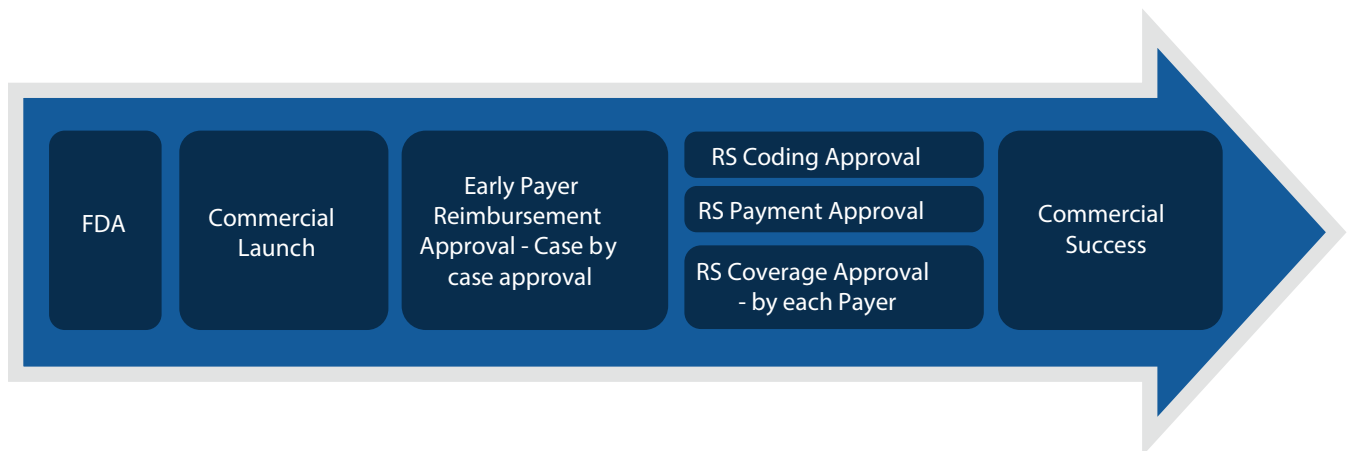 FDA
Commercial
Launch
Early Payer
Reimbursement
Approval - Case by
case approval
RS Coding Approval
RS Payment Approval
RS Coverage Approval
- by each Payer
Commercial
Success